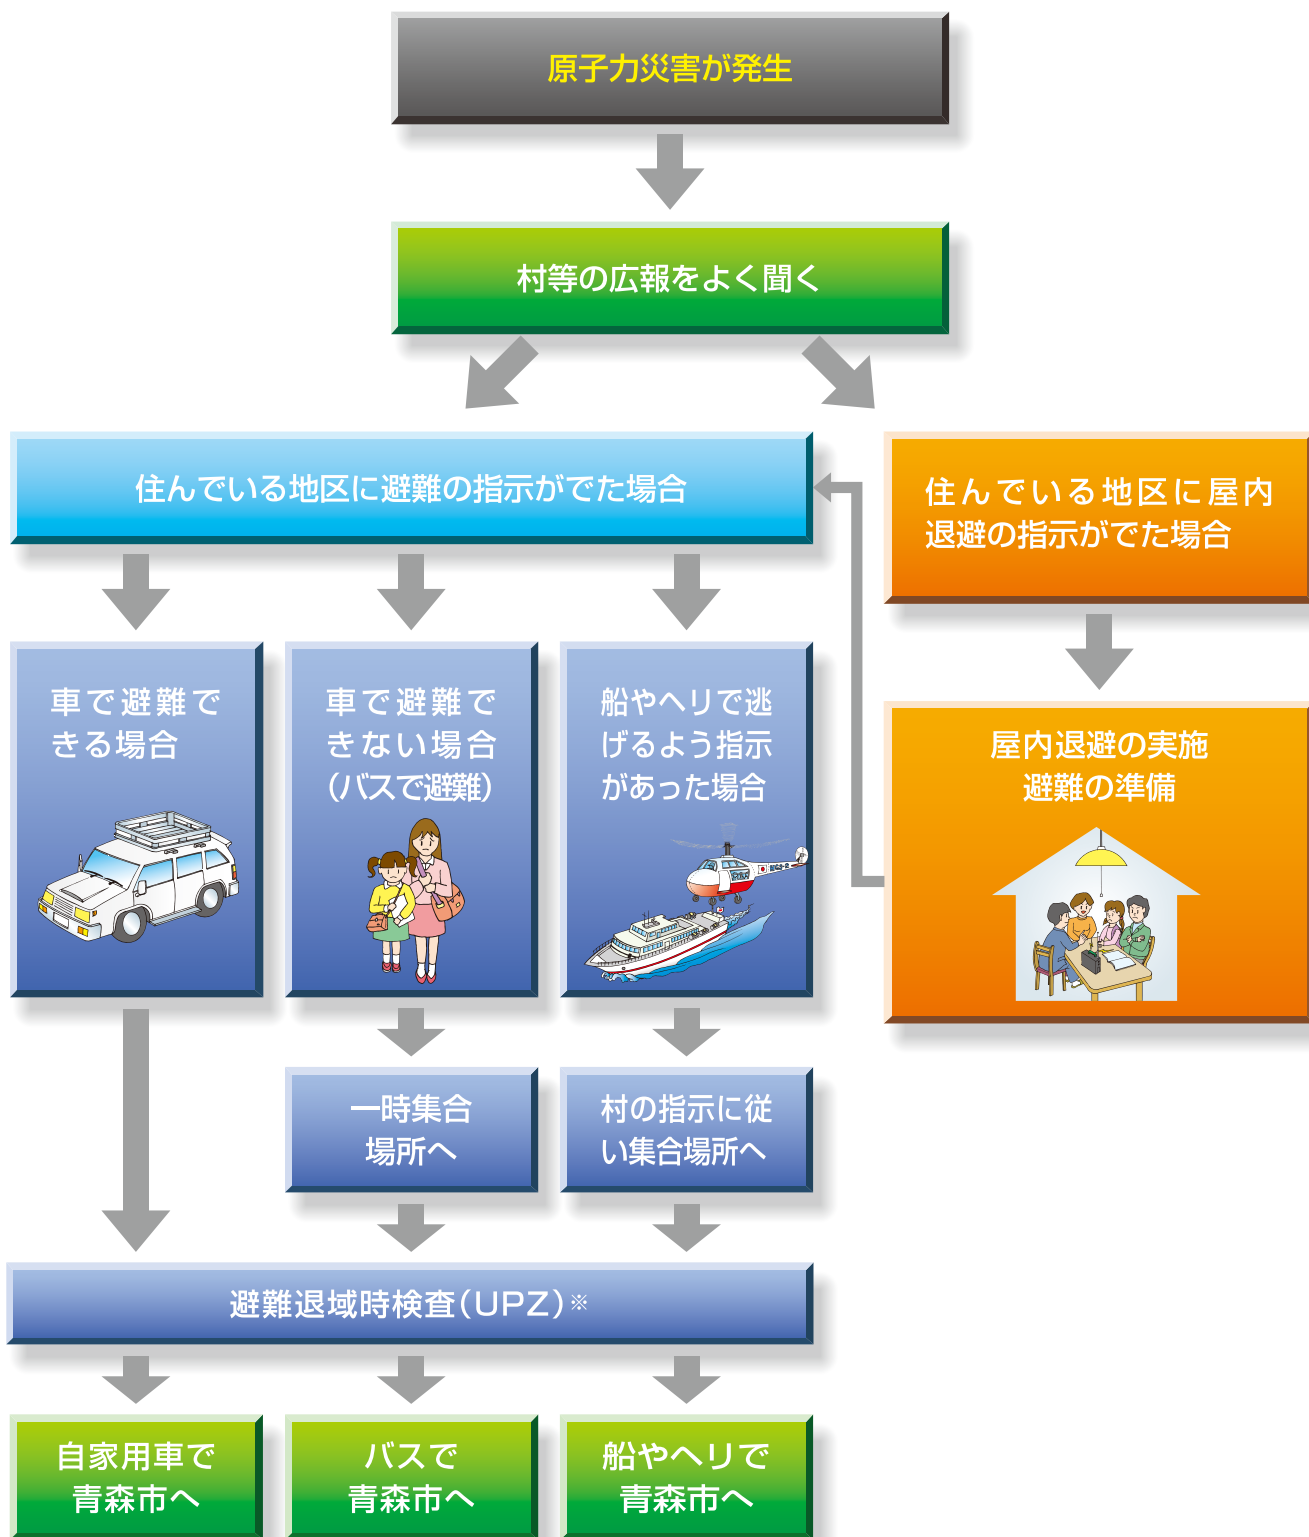 原子力災害が発生
村等の広報をよく聞く
住んでいる地区に避難の指示がでた場合
住んでいる地区に屋内
退避の指示がでた場合
車で避難で
きる場合
車で避難で
きない場合
（バスで避難）
船やヘリで逃
げるよう指示
があった場合
屋内退避の実施
避難の準備
一時集合
場所へ
村の指示に従
い集合場所へ
避難退域時検査（UPZ）※
自家用車で
青森市へ
バスで
青森市へ
船やヘリで
青森市へ